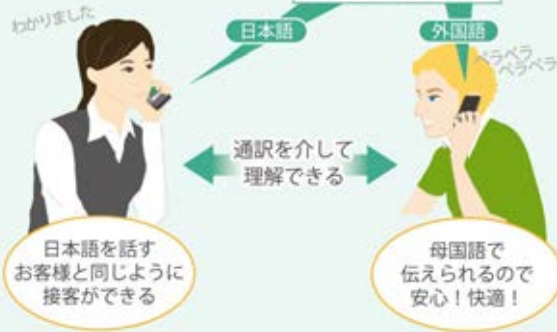 わかりました
日本語
外国語
ペラペラ
ペラペラ
通訳を介して
理解できる
日本語を話す
お客様と同じように
接客ができる
母国語で
伝えられるので
安心！快適！